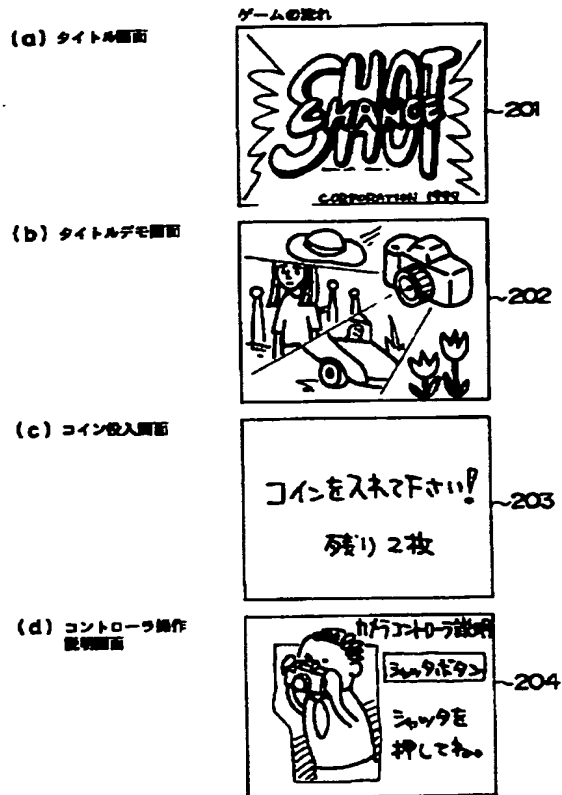 ゲームの流れ
(a) タイトル画面
SHOT
CHANCE
SHOT
CORPORATION 1999
201
(b) タイトルデモ画面
202
(c) コイン投入画面
コインを入れて下さい!
残り 2枚
203
(d) コントローラ操作
説明画面
カメラコントローラ説明
シャッタボタン
シャッタを
押してね。
204